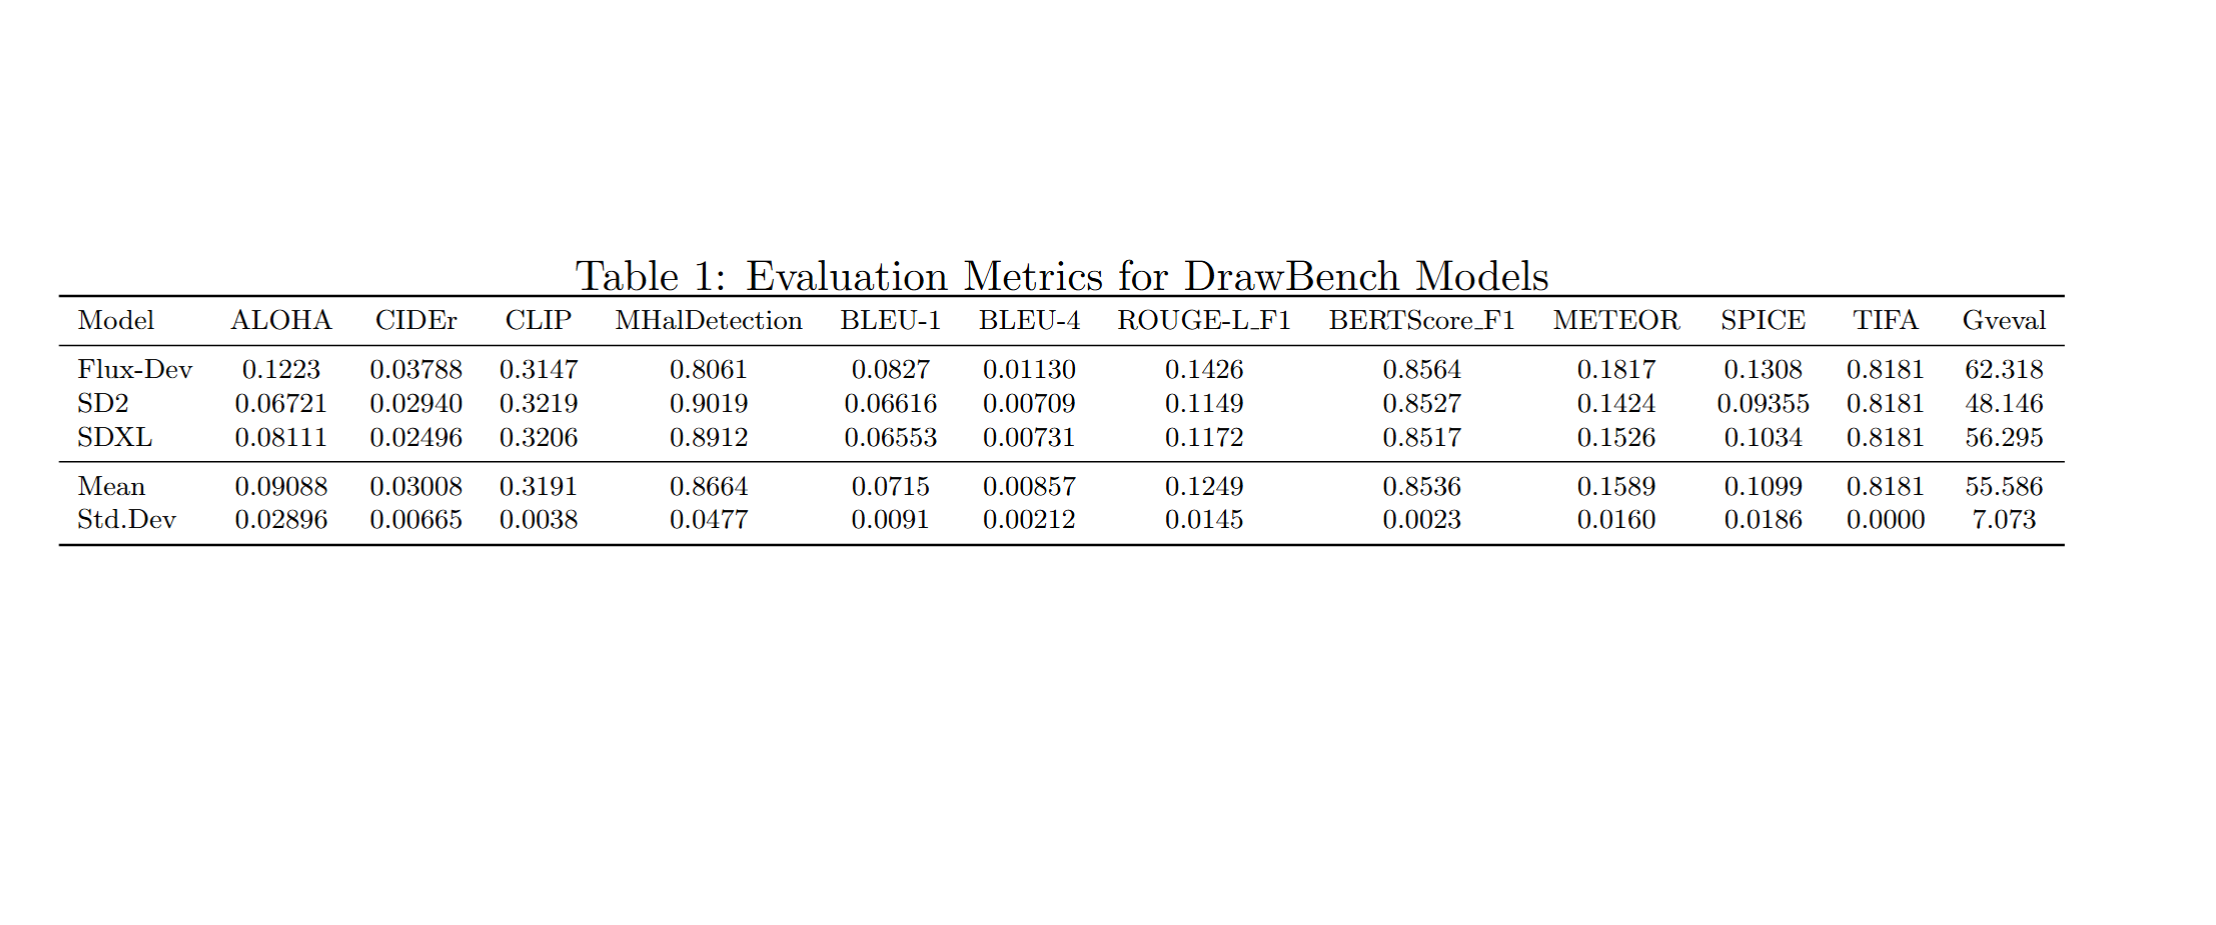 Table 1: Evaluation Metrics for DrawBench Models
Model ALOHA CIDEr CLIP MHalDetection BLEU-1 BLEU-4 ROUGE-L_F1 BERTScore_F1 METEOR SPICE TIFA Gveval
Flux-Dev 0.1223 0.03788 0.3147 0.8061 0.0827 0.01130 0.1426 0.8564 0.1817 0.1308 0.8181 62.318
SD2 0.06721 0.02940 0.3219 0.9019 0.06616 0.00709 0.1149 0.8527 0.1424 0.09355 0.8181 48.146
SDXL 0.08111 0.02496 0.3206 0.8912 0.06553 0.00731 0.1172 0.8517 0.1526 0.1034 0.8181 56.295
Mean 0.09088 0.03008 0.3191 0.8664 0.0715 0.00857 0.1249 0.8536 0.1589 0.1099 0.8181 55.586
Std.Dev 0.02896 0.00665 0.0038 0.0477 0.0091 0.00212 0.0145 0.0023 0.0160 0.0186 0.0000 7.073